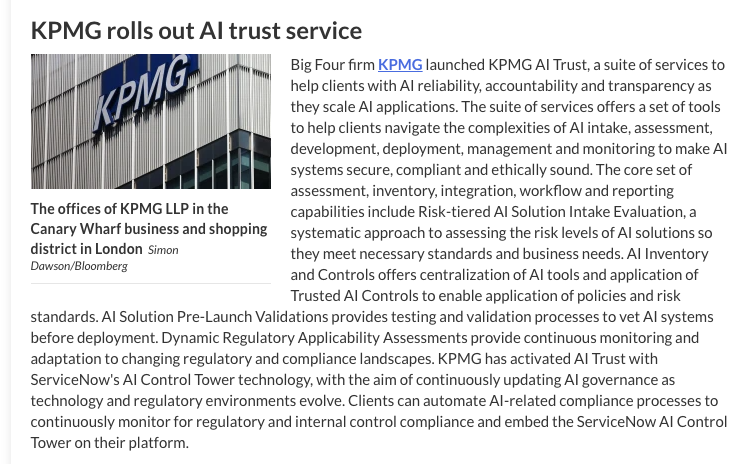 KPMG rolls out AI trust service
KPMG
The offices of KPMG LLP in the
Canary Wharf business and shopping
district in London Simon
Dawson/Bloomberg
Big Four firm KPMG launched KPMG AI Trust, a suite of services to
help clients with AI reliability, accountability and transparency as
they scale AI applications. The suite of services offers a set of tools
to help clients navigate the complexities of AI intake, assessment,
development, deployment, management and monitoring to make AI
systems secure, compliant and ethically sound. The core set of
assessment, inventory, integration, workflow and reporting
capabilities include Risk-tiered AI Solution Intake Evaluation, a
systematic approach to assessing the risk levels of AI solutions so
they meet necessary standards and business needs. AI Inventory
and Controls offers centralization of AI tools and application of
Trusted AI Controls to enable application of policies and risk
standards. AI Solution Pre-Launch Validations provides testing and validation processes to vet AI systems
before deployment. Dynamic Regulatory Applicability Assessments provide continuous monitoring and
adaptation to changing regulatory and compliance landscapes. KPMG has activated AI Trust with
ServiceNow's AI Control Tower technology, with the aim of continuously updating AI governance as
technology and regulatory environments evolve. Clients can automate AI-related compliance processes to
continuously monitor for regulatory and internal control compliance and embed the ServiceNow AI Control
Tower on their platform.